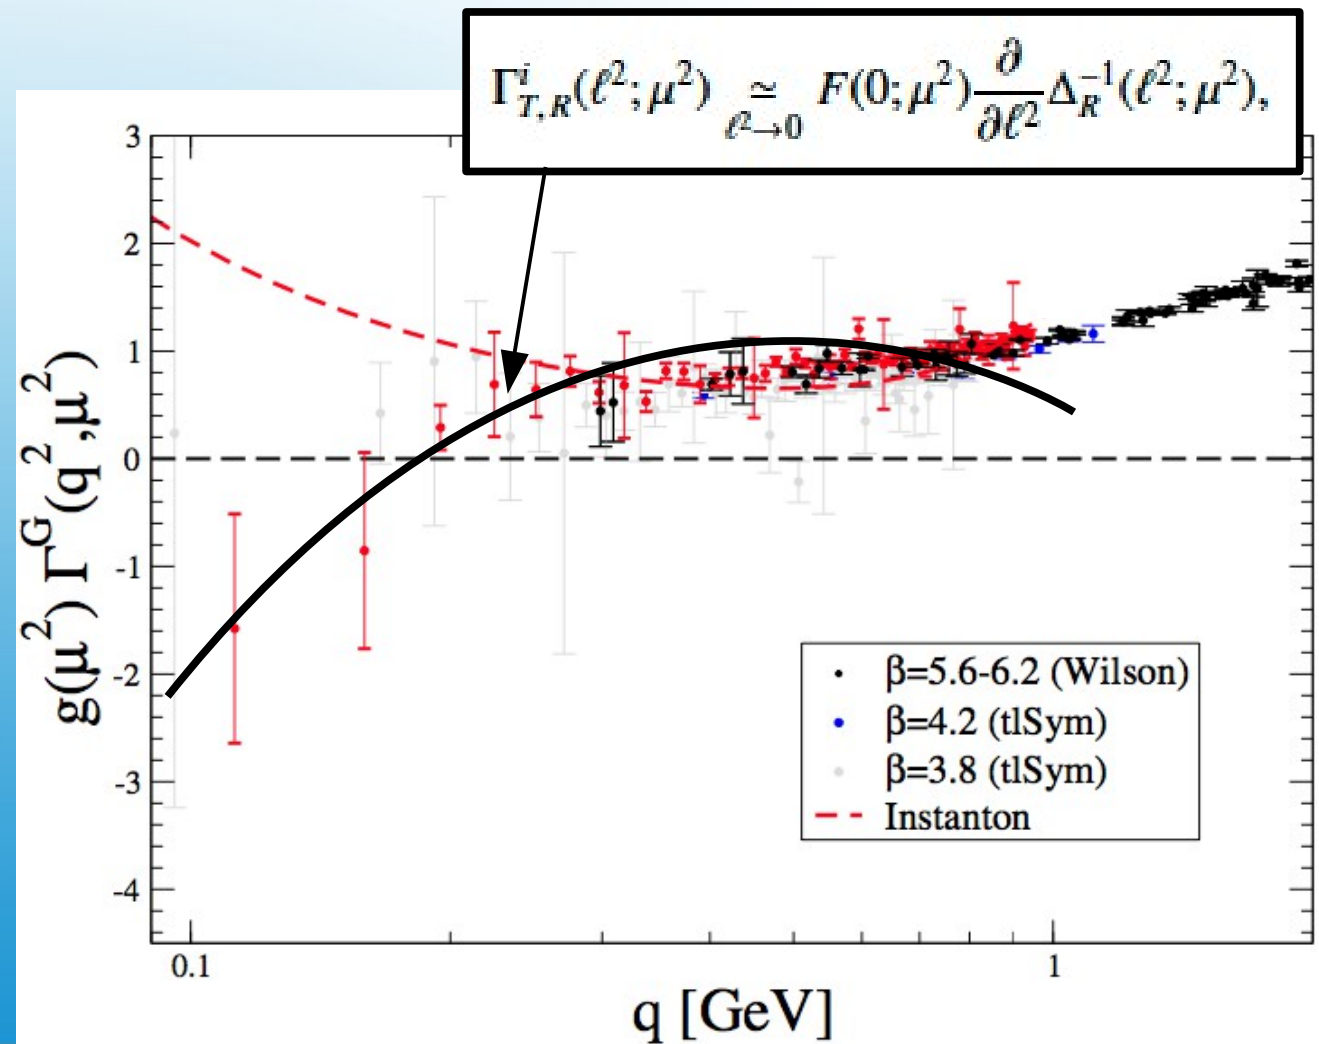 Γ^i_{T,R}(ℓ²;μ²) ≃_{ℓ²→0} F(0;μ²) ∂/∂ℓ² Δ_R^{-1}(ℓ²;μ²),
3
2
1
0
-1
-2
-3
-4
g(μ²) Γ^G(q²,μ²)
β=5.6-6.2 (Wilson)
β=4.2 (tlSym)
β=3.8 (tlSym)
Instanton
0.1 1
q [GeV]